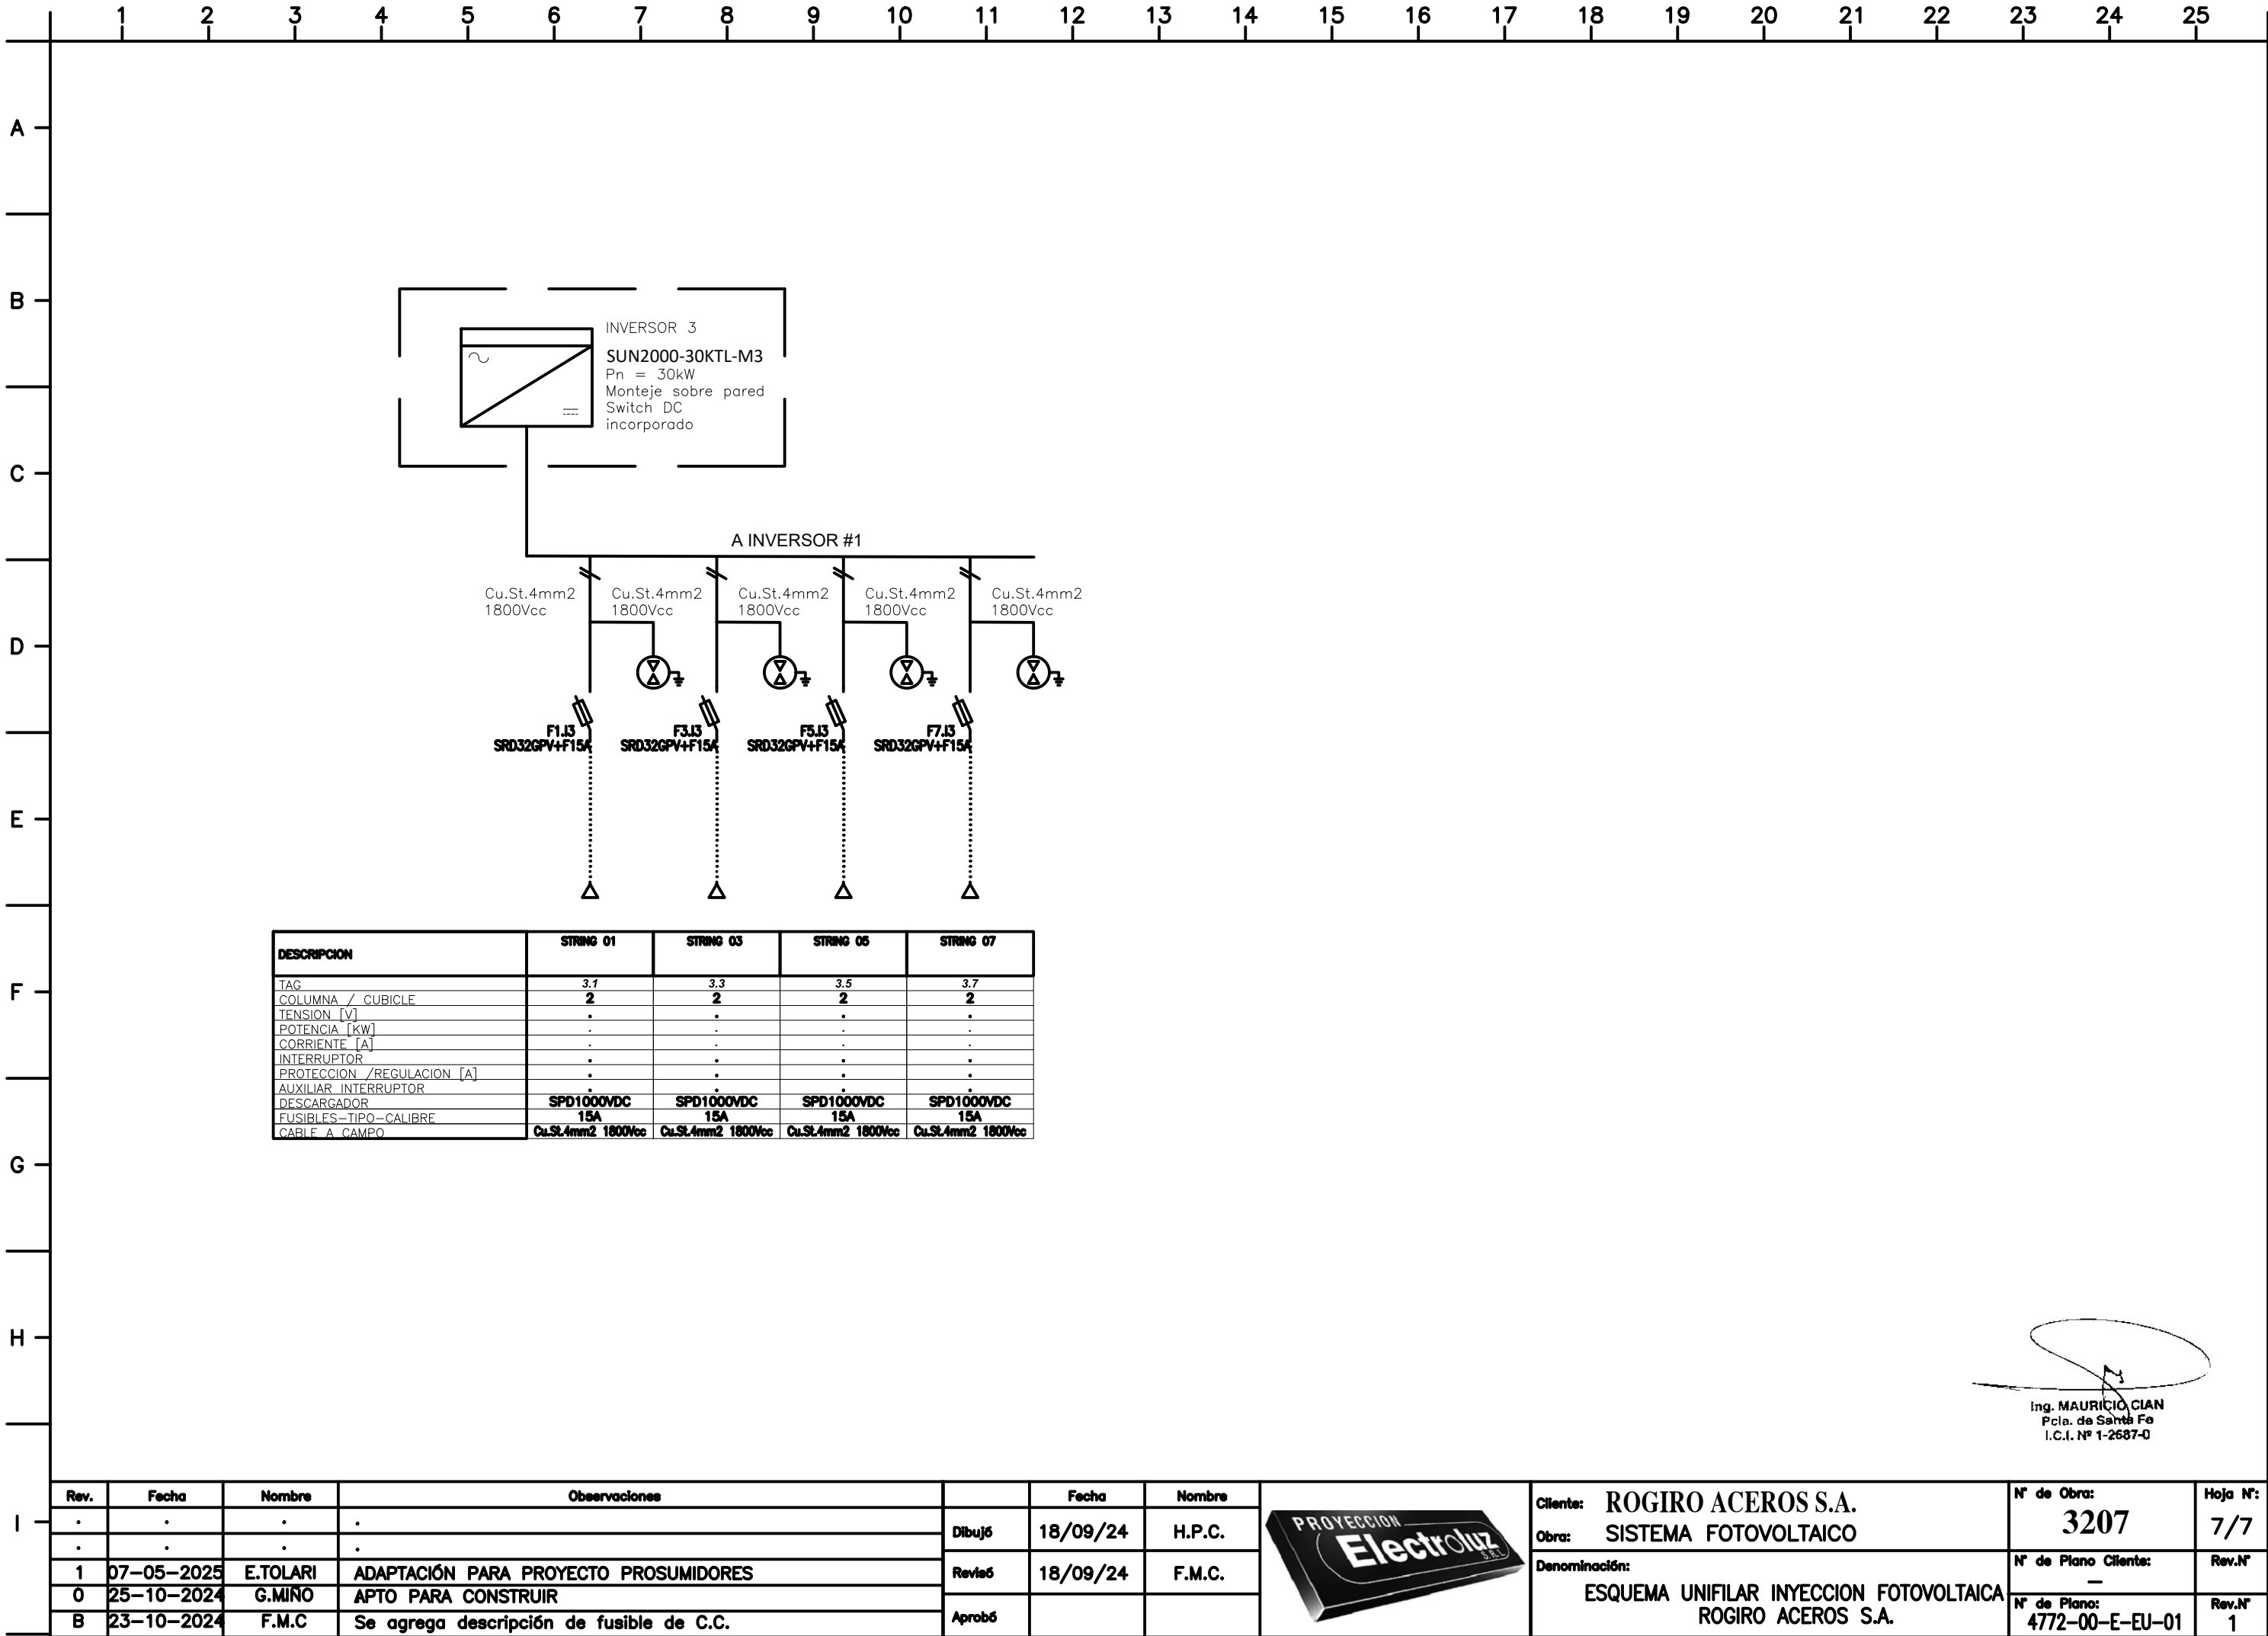 1 2 3 4 5 6 7 8 9 10 11 12 13 14 15 16 17 18 19 20 21 22 23 24 25
A
B
C
D
E
F
G
H
I
INVERSOR 3
SUN2000-30KTL-M3
Pn = 30kW
Monteje sobre pared
Switch DC
incorporado
A INVERSOR #1
Cu.St.4mm2 Cu.St.4mm2 Cu.St.4mm2 Cu.St.4mm2 Cu.St.4mm2
1800Vcc 1800Vcc 1800Vcc 1800Vcc 1800Vcc
F1.I3 F3.I3 F5.I3 F7.I3
SRD32GPV+F15A SRD32GPV+F15A SRD32GPV+F15A SRD32GPV+F15A
DESCRIPCION STRING 01 STRING 03 STRING 05 STRING 07
TAG 3.1 3.3 3.5 3.7
COLUMNA / CUBICLE 2 2 2 2
TENSION [V] • • • •
POTENCIA [KW] . . . .
CORRIENTE [A] . . . .
INTERRUPTOR • • • •
PROTECCION /REGULACION [A] • • • •
AUXILIAR INTERRUPTOR • • • •
DESCARGADOR SPD1000VDC SPD1000VDC SPD1000VDC SPD1000VDC
FUSIBLES-TIPO-CALIBRE 15A 15A 15A 15A
CABLE A CAMPO Cu.St.4mm2 1800Vcc Cu.St.4mm2 1800Vcc Cu.St.4mm2 1800Vcc Cu.St.4mm2 1800Vcc
Ing. MAURICIO CIAN
Pcia. de Santa Fe
I.C.I. Nº 1-2687-0
Rev. Fecha Nombre Observaciones
. . . .
. . . .
1 07-05-2025 E.TOLARI ADAPTACIÓN PARA PROYECTO PROSUMIDORES
0 25-10-2024 G.MIÑO APTO PARA CONSTRUIR
B 23-10-2024 F.M.C Se agrega descripción de fusible de C.C.
Fecha Nombre
Dibujó 18/09/24 H.P.C.
Revisó 18/09/24 F.M.C.
Aprobó
PROYECCION
Electroluz
S.R.L.
Cliente: ROGIRO ACEROS S.A.
Obra: SISTEMA FOTOVOLTAICO
Denominación:
ESQUEMA UNIFILAR INYECCION FOTOVOLTAICA
ROGIRO ACEROS S.A.
N° de Obra:
3207
Hoja N°:
7/7
N° de Plano Cliente:
–
Rev.N°
N° de Plano:
4772-00-E-EU-01
Rev.N°
1